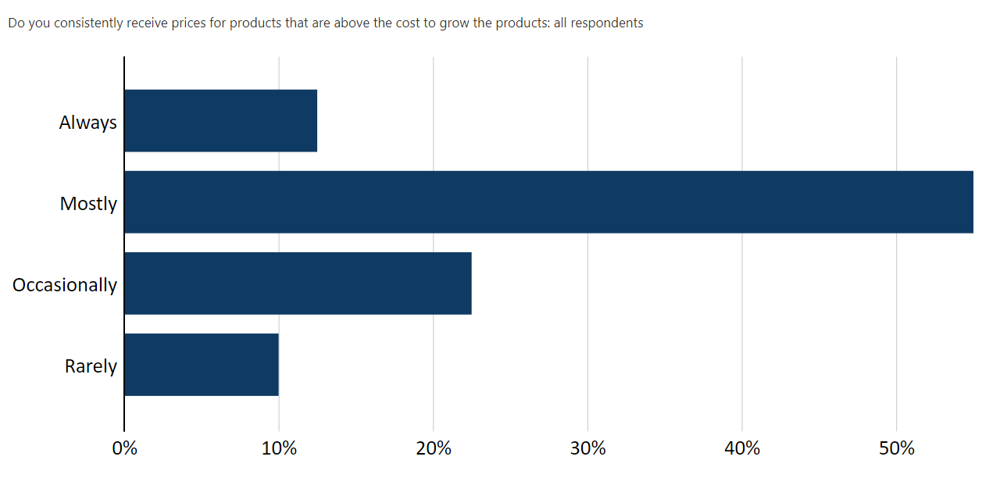 Do you consistently receive prices for products that are above the cost to grow the products: all respondents
Always
Mostly
Occasionally
Rarely
0% 10% 20% 30% 40% 50%